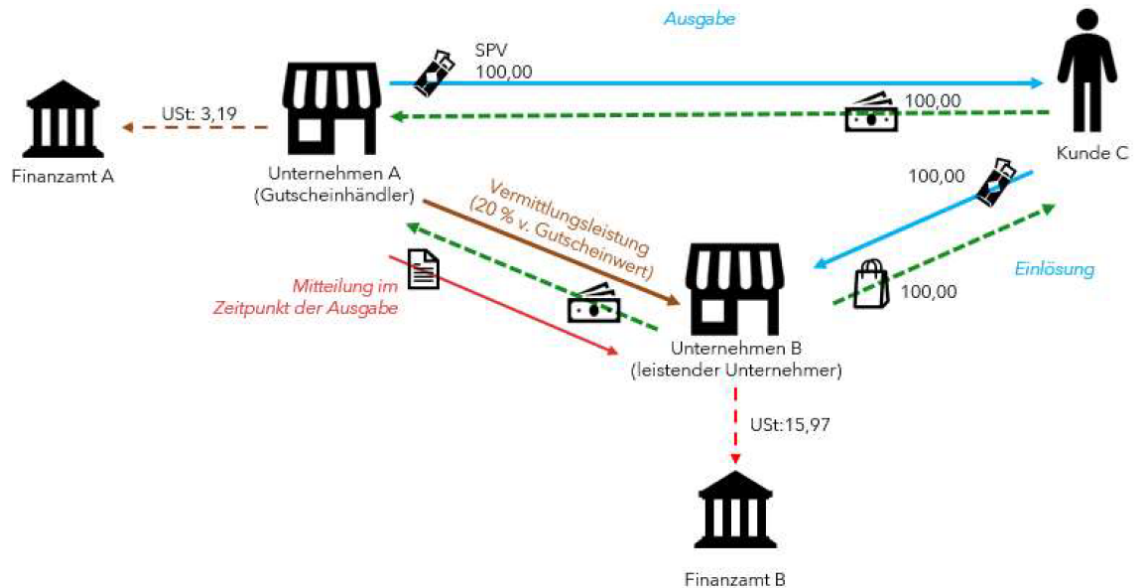 Ausgabe
SPV
100,00
100,00
USt: 3,19
Finanzamt A
Unternehmen A
(Gutscheinhändler)
Kunde C
100,00
Vermittlungsleistung
(20 % v. Gutscheinwert)
Einlösung
Mitteilung im
Zeitpunkt der Ausgabe
100,00
Unternehmen B
(leistender Unternehmer)
USt:15,97
Finanzamt B